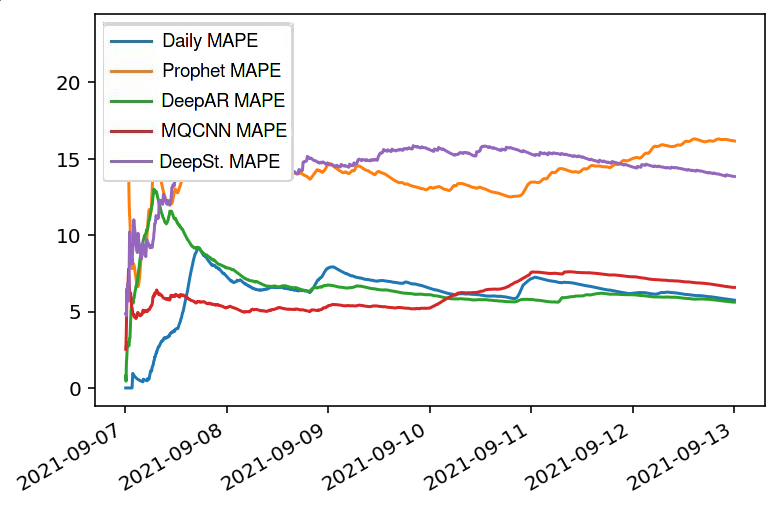 Daily MAPE
Prophet MAPE
DeepAR MAPE
MQCNN MAPE
DeepSt. MAPE
20
15
10
5
0
2021-09-07
2021-09-08
2021-09-09
2021-09-10
2021-09-11
2021-09-12
2021-09-13